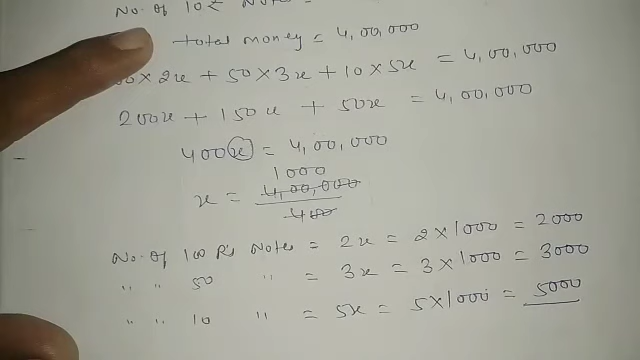 No. of 10₹ Notes =
total money = 4,00,000
00 × 2x + 50 × 3x + 10 × 5x = 4,00,000
200x + 150x + 50x = 4,00,000
400x = 4,00,000
1000
x = 4,00,000 / 400
No. of 100 Rs Notes = 2x = 2×1000 = 2000
" " 50 " = 3x = 3×1000 = 3000
" " 10 " = 5x = 5×1000 = 5000